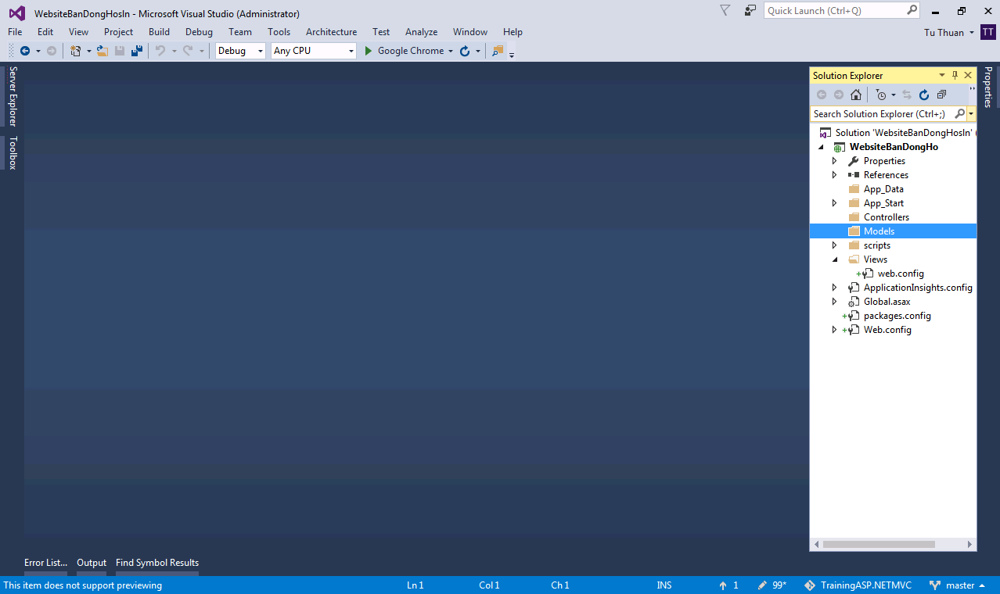 WebsiteBanDongHosIn - Microsoft Visual Studio (Administrator)
Quick Launch (Ctrl+Q)
File Edit View Project Build Debug Team Tools Architecture Test Analyze Window Help
Tu Thuan TT
Debug Any CPU Google Chrome
Server Explorer
Toolbox
Solution Explorer
Search Solution Explorer (Ctrl+;)
Solution 'WebsiteBanDongHosIn' (
WebsiteBanDongHo
Properties
References
App_Data
App_Start
Controllers
Models
scripts
Views
web.config
ApplicationInsights.config
Global.asax
packages.config
Web.config
Properties
Error List... Output Find Symbol Results
This item does not support previewing Ln 1 Col 1 Ch 1 INS 1 99* TrainingASP.NETMVC master